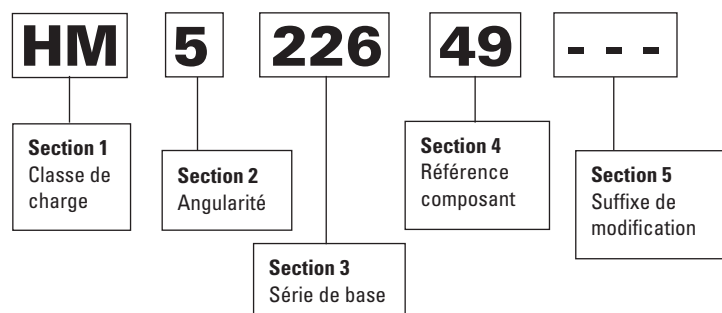 HM 5 226 49 - - -
Section 1
Classe de
charge
Section 2
Angularité
Section 3
Série de base
Section 4
Référence
composant
Section 5
Suffixe de
modification